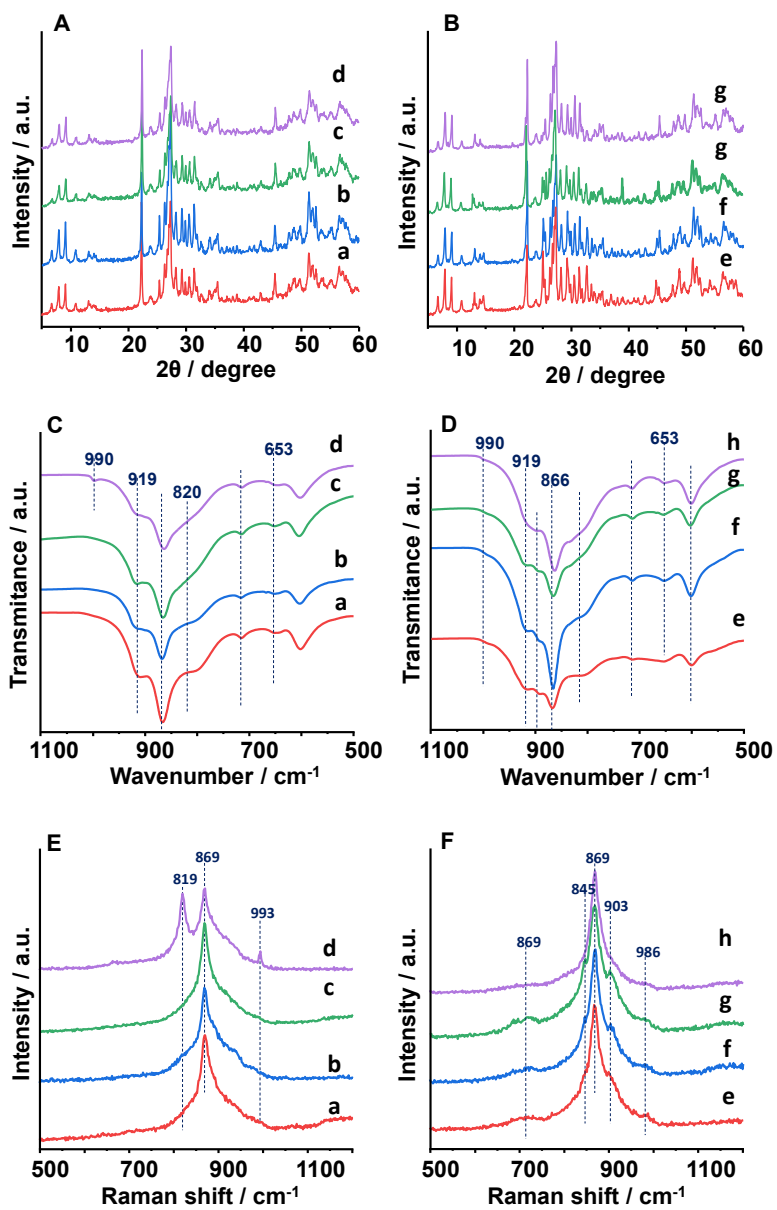 A
d
c
b
a
Intensity / a.u.
10 20 30 40 50 60
2θ / degree
B
g
g
f
e
Intensity / a.u.
10 20 30 40 50 60
2θ / degree
C
990
919
820
653
d
c
b
a
Transmitance / a.u.
1100 900 700 500
Wavenumber / cm-1
D
990
919
866
653
h
g
f
e
Transmitance / a.u.
1100 900 700 500
Wavenumber / cm-1
E
869
819
993
d
c
b
a
Intensity / a.u.
500 700 900 1100
Raman shift / cm-1
F
869
845
903
869
986
h
g
f
e
Intensity / a.u.
500 700 900 1100
Raman shift / cm-1